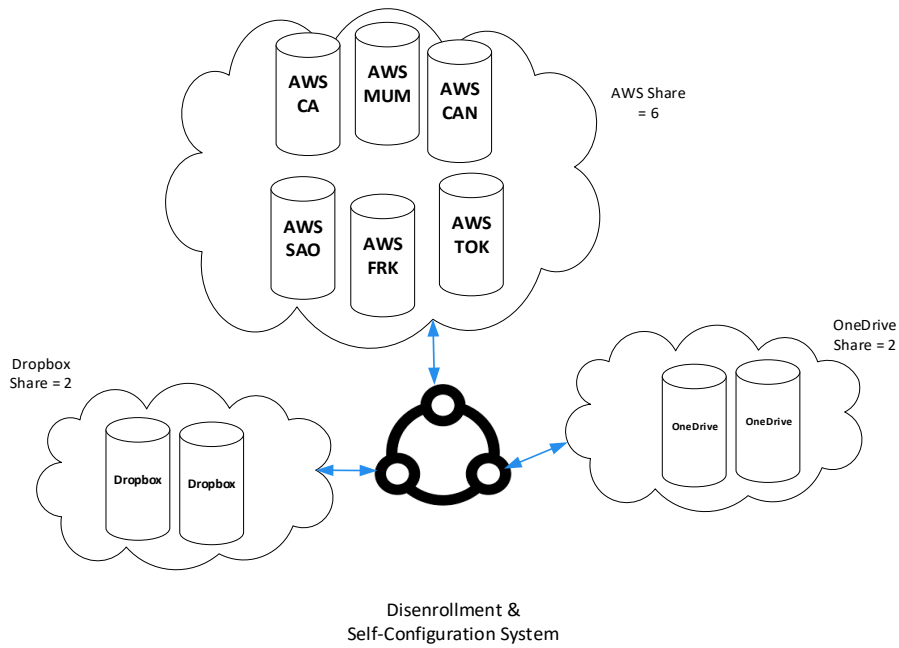 AWS
CA
AWS
MUM
AWS
CAN
AWS Share
= 6
AWS
SAO
AWS
FRK
AWS
TOK
OneDrive
Share = 2
Dropbox
Share = 2
OneDrive
OneDrive
Dropbox
Dropbox
Disenrollment &
Self-Configuration System